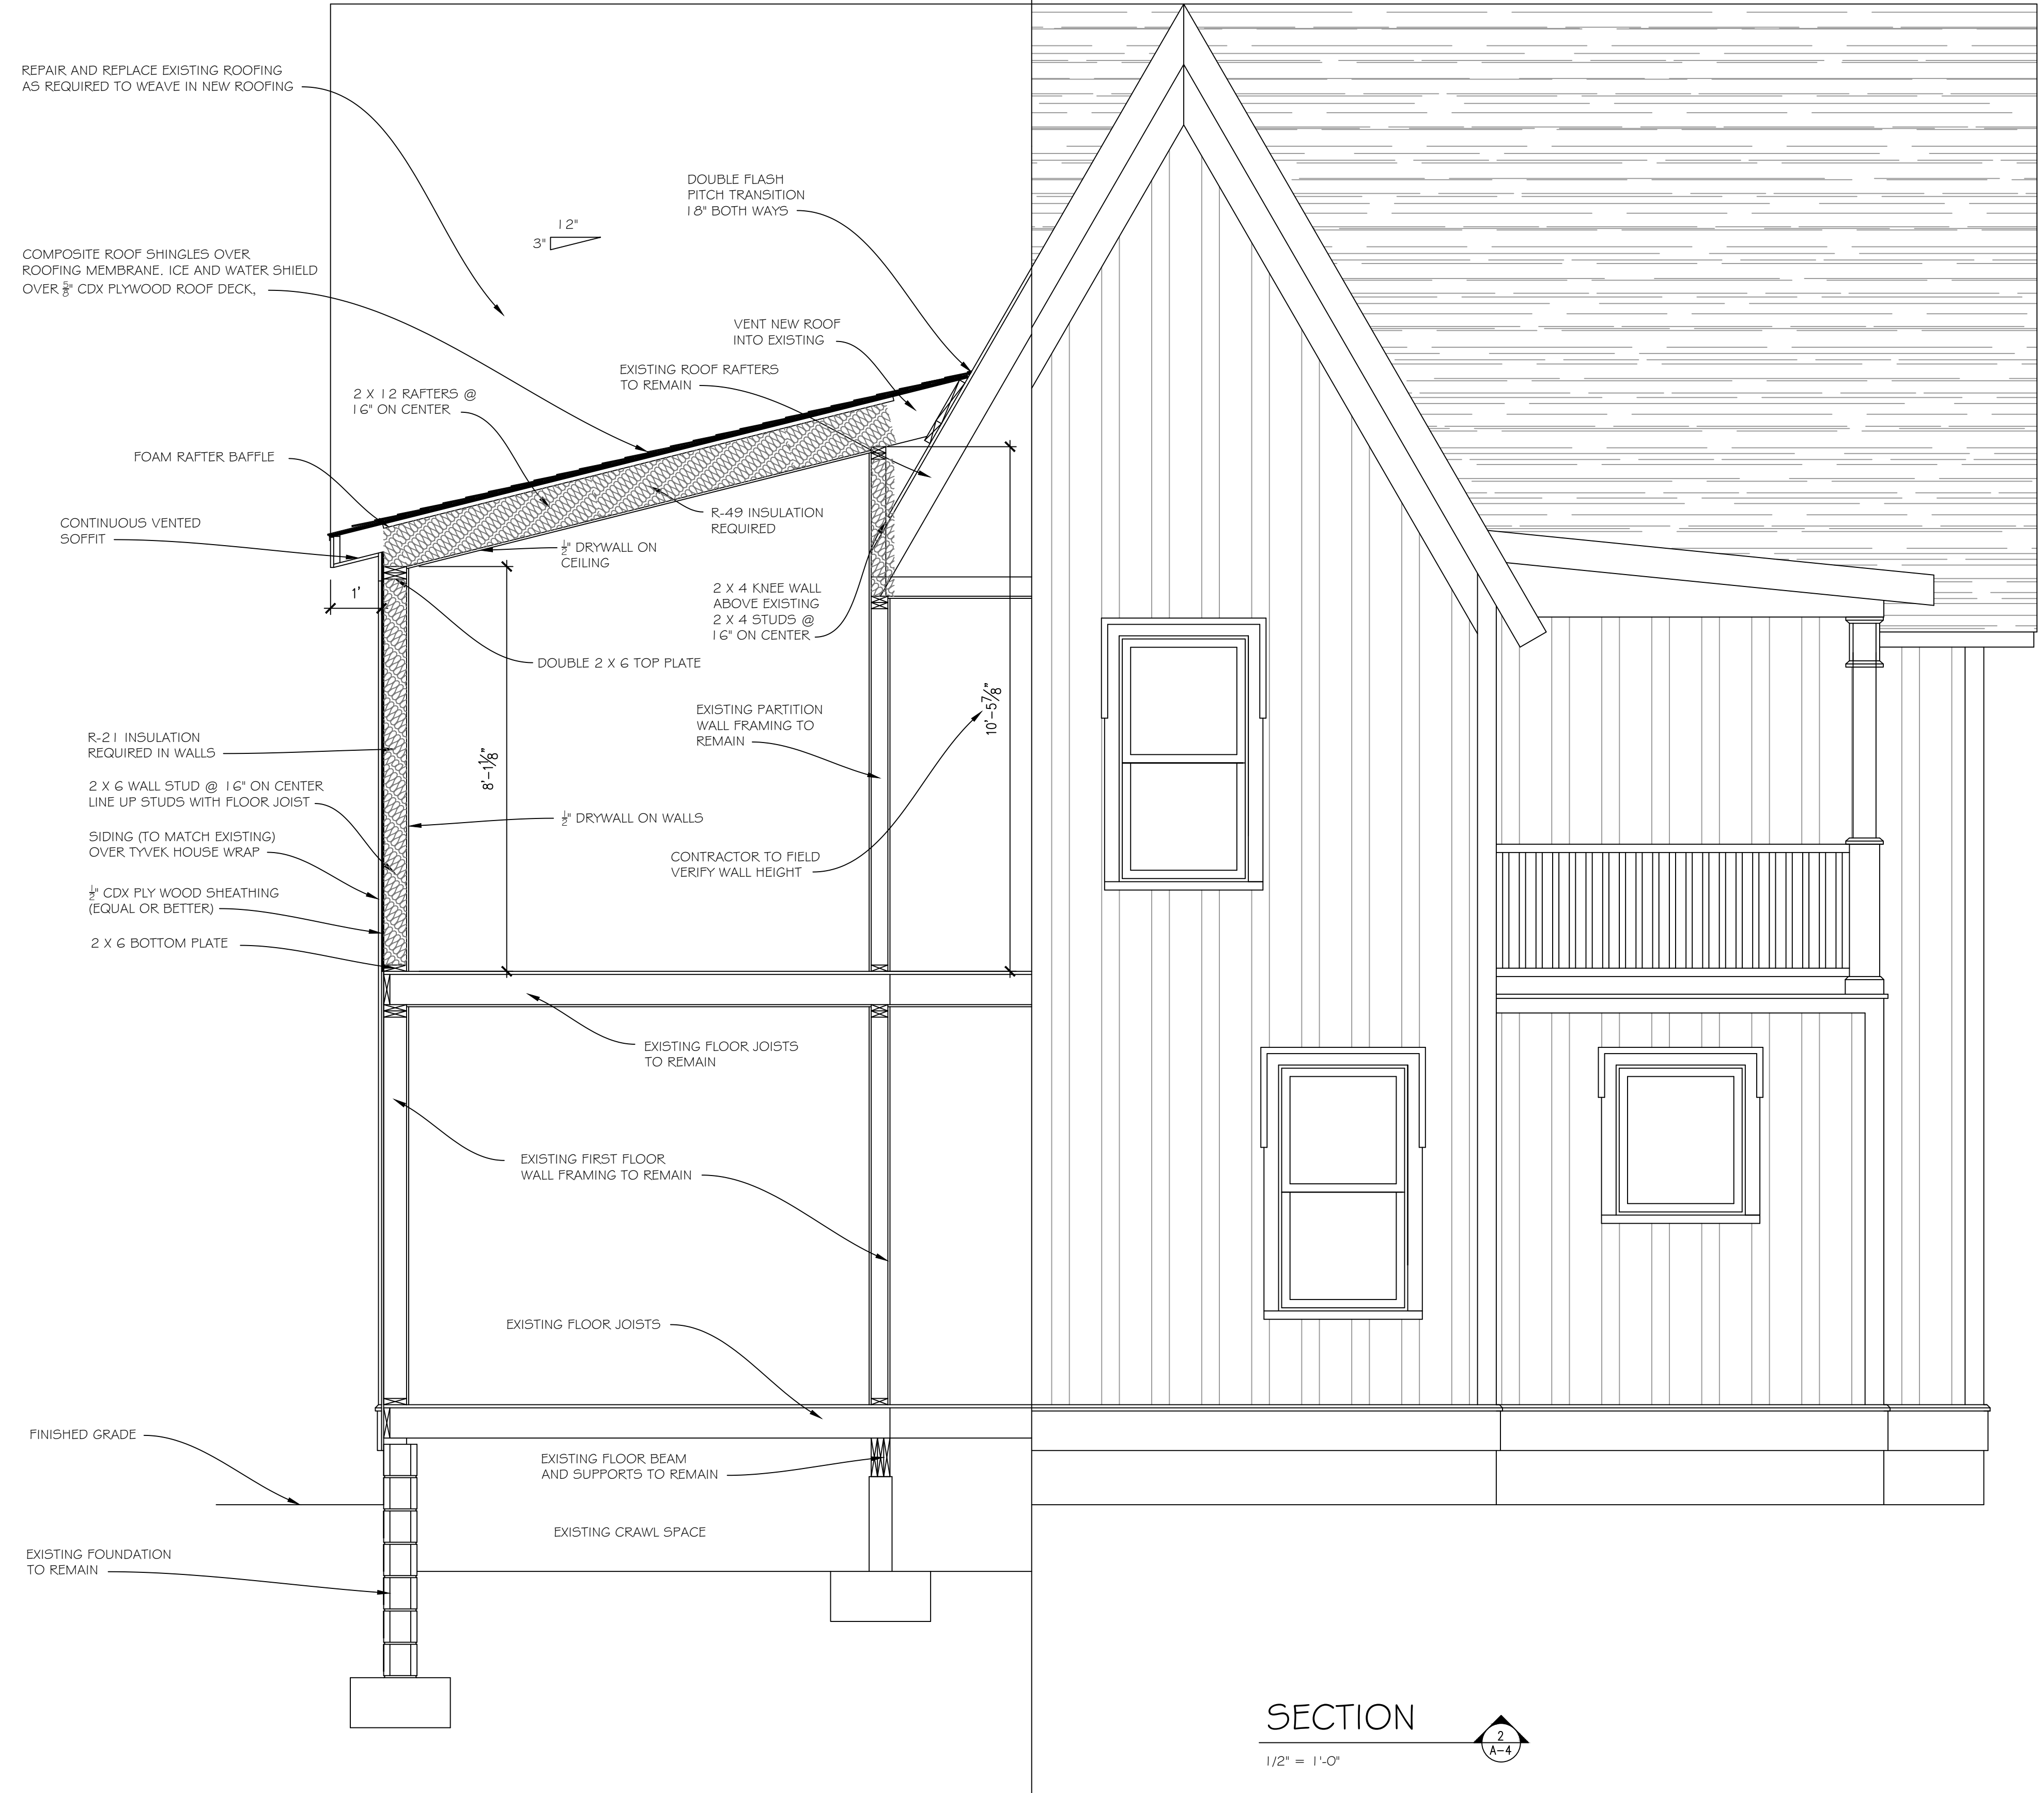 REPAIR AND REPLACE EXISTING ROOFING
AS REQUIRED TO WEAVE IN NEW ROOFING
DOUBLE FLASH
PITCH TRANSITION
18" BOTH WAYS
12"
3"
COMPOSITE ROOF SHINGLES OVER
ROOFING MEMBRANE. ICE AND WATER SHIELD
OVER 5/8" CDX PLYWOOD ROOF DECK,
VENT NEW ROOF
INTO EXISTING
EXISTING ROOF RAFTERS
TO REMAIN
2 X 12 RAFTERS @
16" ON CENTER
FOAM RAFTER BAFFLE
CONTINUOUS VENTED
SOFFIT
R-49 INSULATION
REQUIRED
1/2" DRYWALL ON
CEILING
1'
2 X 4 KNEE WALL
ABOVE EXISTING
2 X 4 STUDS @
16" ON CENTER
DOUBLE 2 X 6 TOP PLATE
EXISTING PARTITION
WALL FRAMING TO
REMAIN
10'-5 7/8"
8'-1 1/8"
R-21 INSULATION
REQUIRED IN WALLS
2 X 6 WALL STUD @ 16" ON CENTER
LINE UP STUDS WITH FLOOR JOIST
1/2" DRYWALL ON WALLS
SIDING (TO MATCH EXISTING)
OVER TYVEK HOUSE WRAP
CONTRACTOR TO FIELD
VERIFY WALL HEIGHT
1/2" CDX PLY WOOD SHEATHING
(EQUAL OR BETTER)
2 X 6 BOTTOM PLATE
EXISTING FLOOR JOISTS
TO REMAIN
EXISTING FIRST FLOOR
WALL FRAMING TO REMAIN
EXISTING FLOOR JOISTS
FINISHED GRADE
EXISTING FLOOR BEAM
AND SUPPORTS TO REMAIN
EXISTING CRAWL SPACE
EXISTING FOUNDATION
TO REMAIN
SECTION
1/2" = 1'-0"
2
A-4